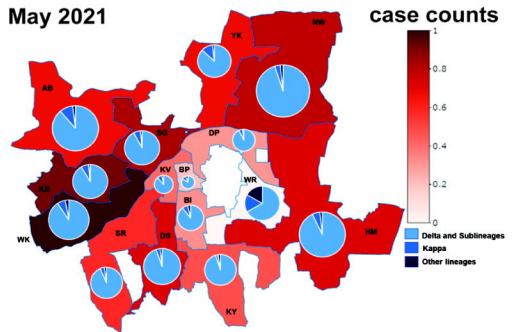 May 2021
case counts
NW
YK
1
AB
0.8
SG
DP
0.6
KB
KV
BP
WR
0.4
BI
0.2
WK
SR
DS
HM
0
Delta and Sublineages
Kappa
Other lineages
KY